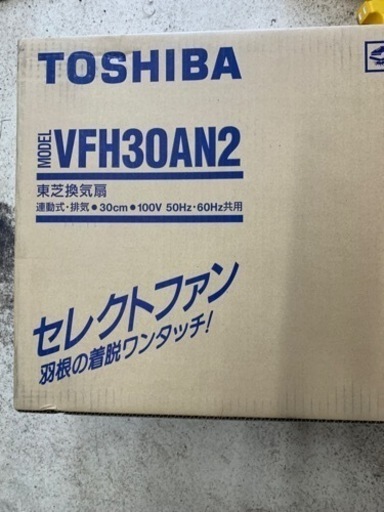 TOSHIBA
MODEL VFH30AN2
東芝換気扇
連動式・排気●30cm●100V 50Hz・60Hz共用
セレクトファン
羽根の着脱ワンタッチ!